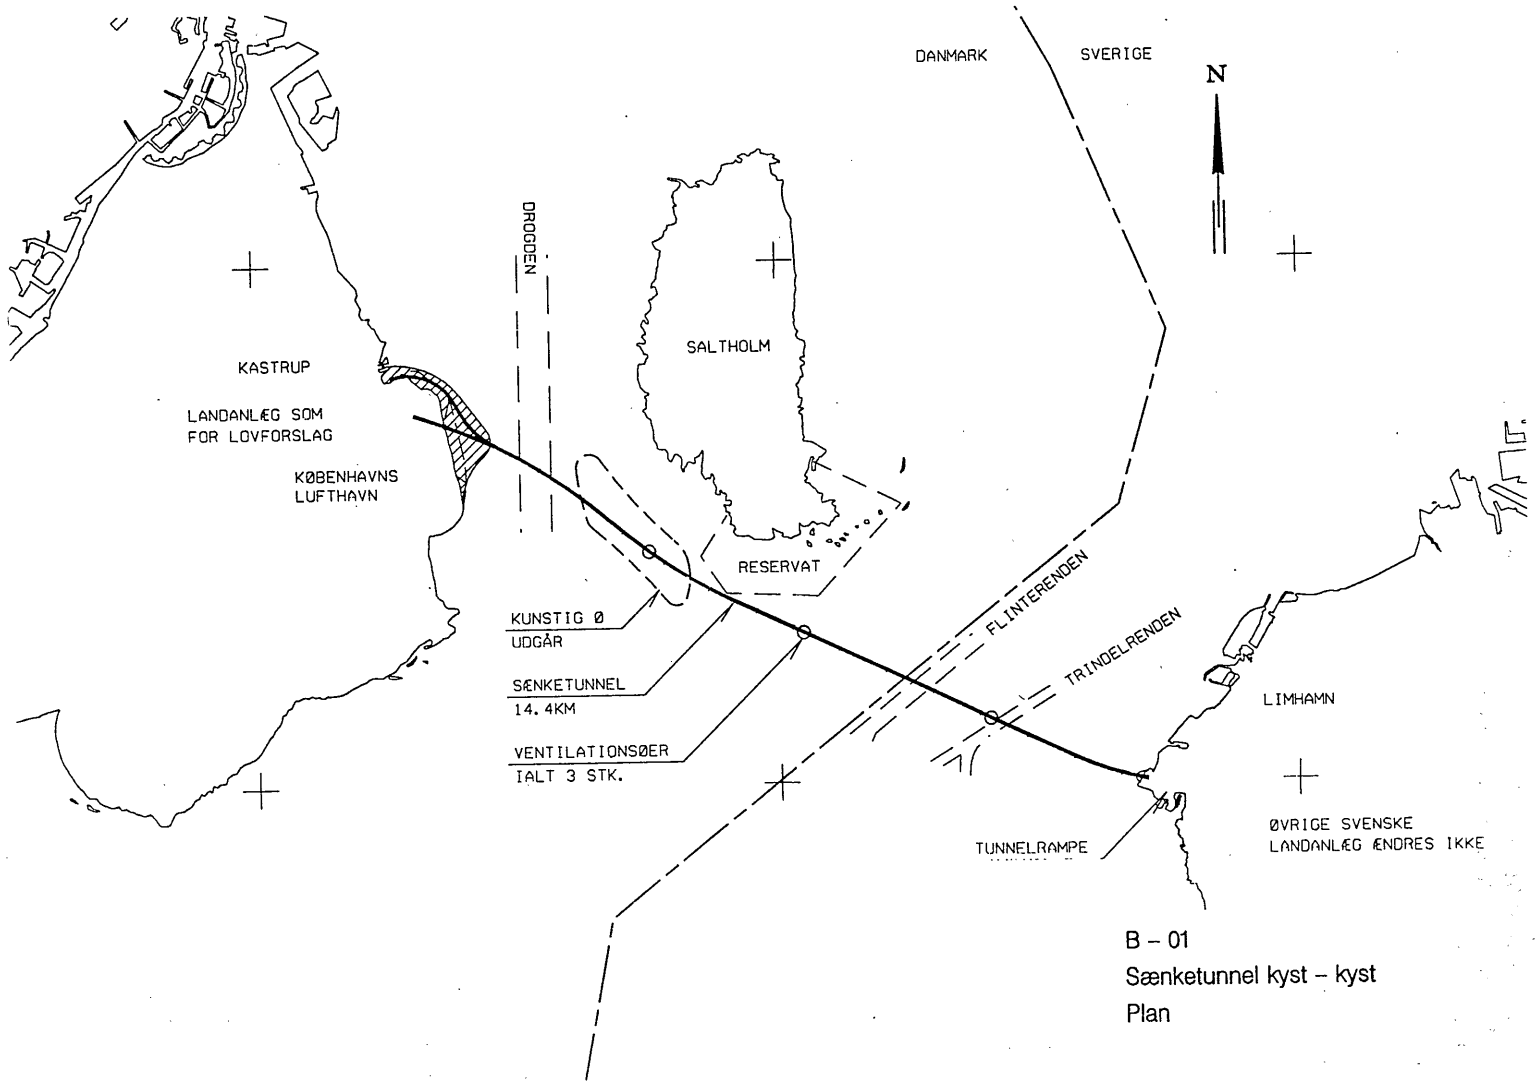 DANMARK
SVERIGE
N
DROGDEN
SALTHOLM
KASTRUP
LANDANLÆG SOM
FOR LOVFORSLAG
KØBENHAVNS
LUFTHAVN
RESERVAT
FLINTERENDEN
TRINDELRENDEN
KUNSTIG Ø
UDGÅR
SÆNKETUNNEL
14.4KM
VENTILATIONSØER
IALT 3 STK.
LIMHAMN
TUNNELRAMPE
ØVRIGE SVENSKE
LANDANLÆG ÆNDRES IKKE
B – 01
Sænketunnel kyst – kyst
Plan